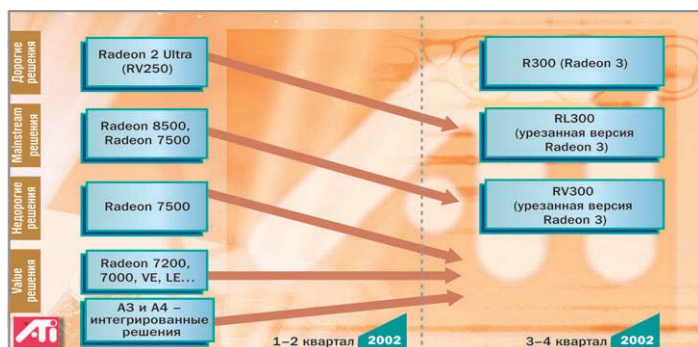 Дорогие
решения
Radeon 2 Ultra
(RV250)
R300 (Radeon 3)
Mainstream
решения
Radeon 8500,
Radeon 7500
RL300
(урезанная версия
Radeon 3)
Недорогие
решения
Radeon 7500
RV300
(урезанная версия
Radeon 3)
Value
решения
Radeon 7200,
7000, VE, LE...
A3 и A4 –
интегрированные
решения
ATi
1–2 квартал 2002
3–4 квартал 2002